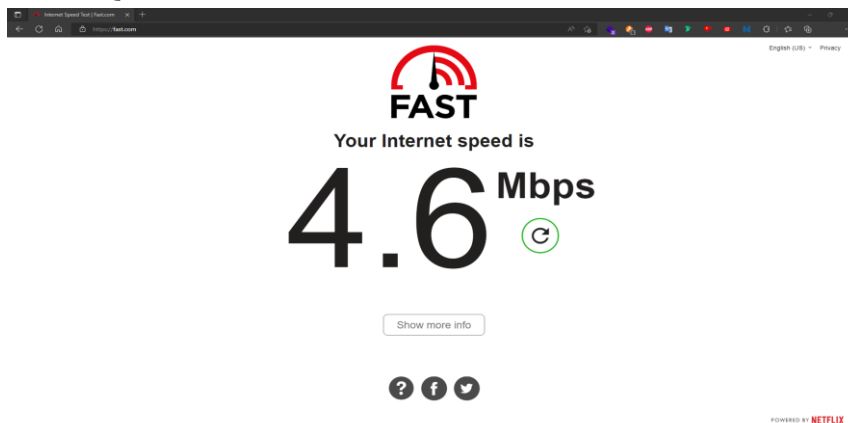 Internet Speed Test | Fast.com
https://fast.com
English (US) Privacy
FAST
Your Internet speed is
4.6 Mbps
Show more info
POWERED BY NETFLIX